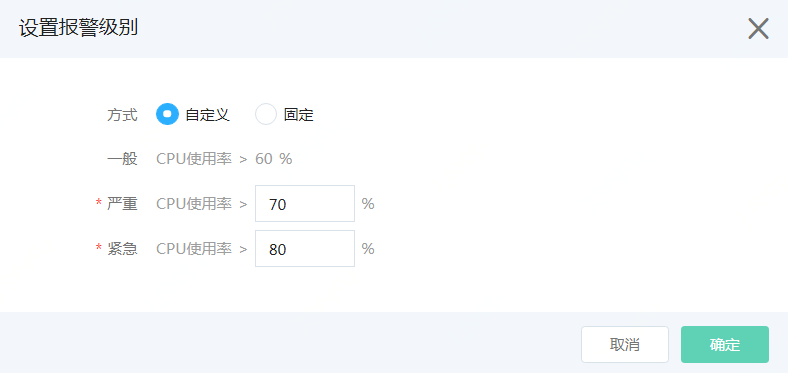 设置报警级别
方式 自定义 固定
一般 CPU使用率 > 60 %
* 严重 CPU使用率 > 70 %
* 紧急 CPU使用率 > 80 %
取消 确定